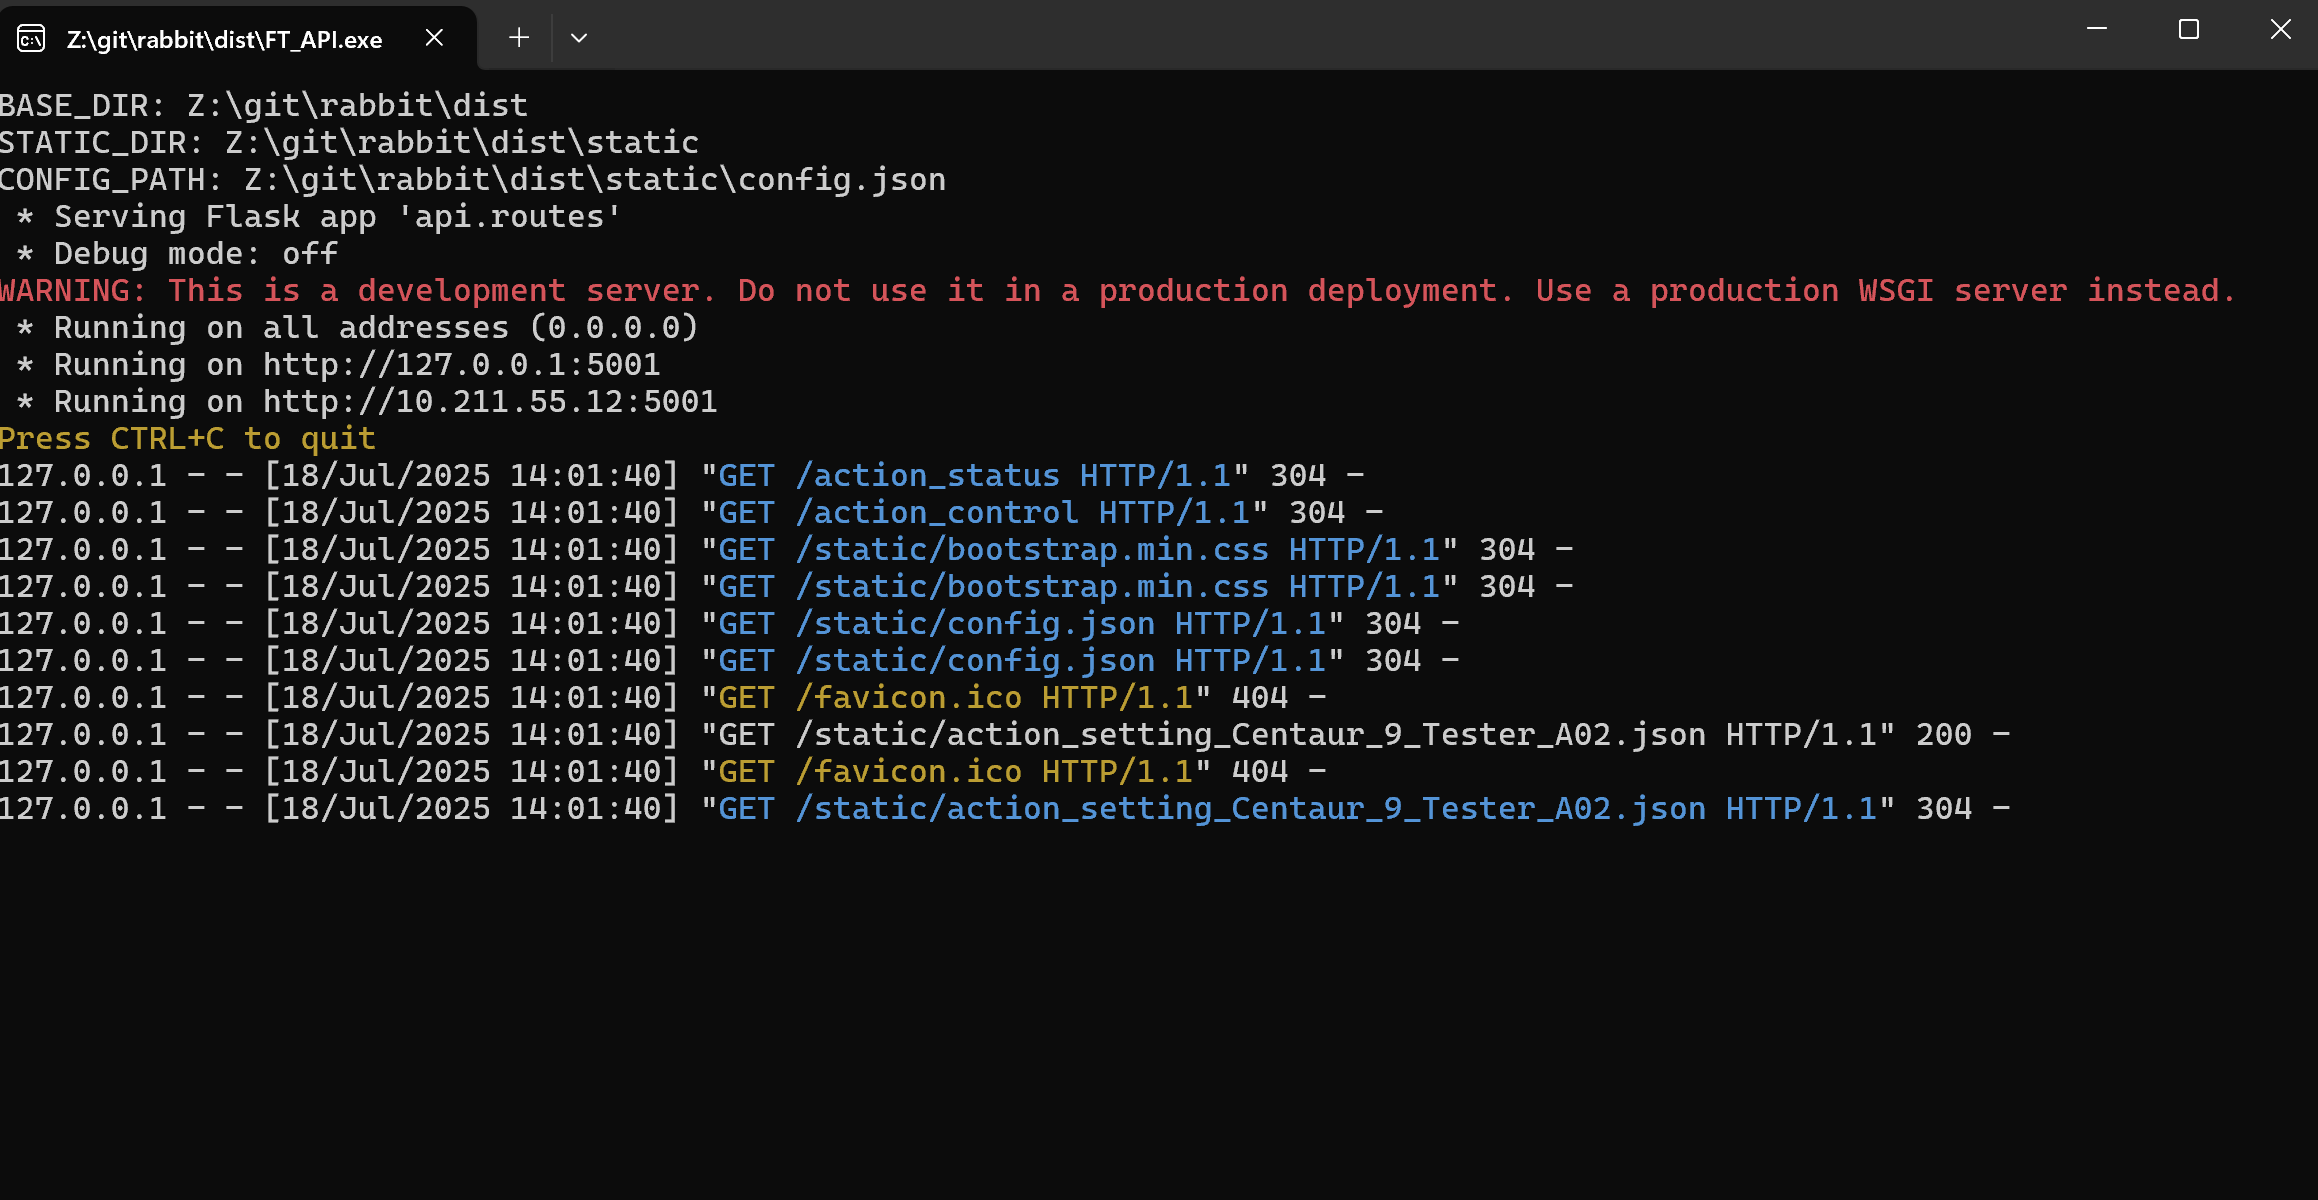 Z:\git\rabbit\dist\FT_API.exe
BASE_DIR: Z:\git\rabbit\dist
STATIC_DIR: Z:\git\rabbit\dist\static
CONFIG_PATH: Z:\git\rabbit\dist\static\config.json
 * Serving Flask app 'api.routes'
 * Debug mode: off
WARNING: This is a development server. Do not use it in a production deployment. Use a production WSGI server instead.
 * Running on all addresses (0.0.0.0)
 * Running on http://127.0.0.1:5001
 * Running on http://10.211.55.12:5001
Press CTRL+C to quit
127.0.0.1 - - [18/Jul/2025 14:01:40] "GET /action_status HTTP/1.1" 304 -
127.0.0.1 - - [18/Jul/2025 14:01:40] "GET /action_control HTTP/1.1" 304 -
127.0.0.1 - - [18/Jul/2025 14:01:40] "GET /static/bootstrap.min.css HTTP/1.1" 304 -
127.0.0.1 - - [18/Jul/2025 14:01:40] "GET /static/bootstrap.min.css HTTP/1.1" 304 -
127.0.0.1 - - [18/Jul/2025 14:01:40] "GET /static/config.json HTTP/1.1" 304 -
127.0.0.1 - - [18/Jul/2025 14:01:40] "GET /static/config.json HTTP/1.1" 304 -
127.0.0.1 - - [18/Jul/2025 14:01:40] "GET /favicon.ico HTTP/1.1" 404 -
127.0.0.1 - - [18/Jul/2025 14:01:40] "GET /static/action_setting_Centaur_9_Tester_A02.json HTTP/1.1" 200 -
127.0.0.1 - - [18/Jul/2025 14:01:40] "GET /favicon.ico HTTP/1.1" 404 -
127.0.0.1 - - [18/Jul/2025 14:01:40] "GET /static/action_setting_Centaur_9_Tester_A02.json HTTP/1.1" 304 -